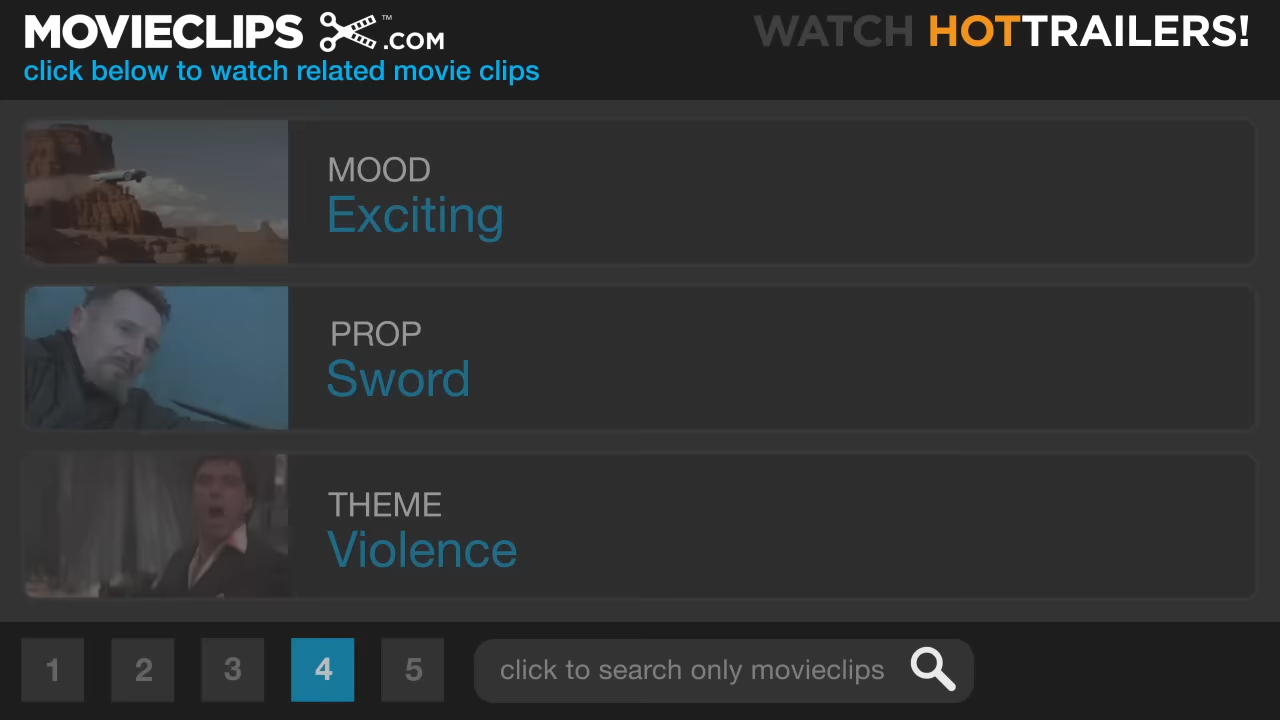 MOVIECLIPS ™ .COM
WATCH HOTTRAILERS!
click below to watch related movie clips
MOOD
Exciting
PROP
Sword
THEME
Violence
1 2 3 4 5
click to search only movieclips